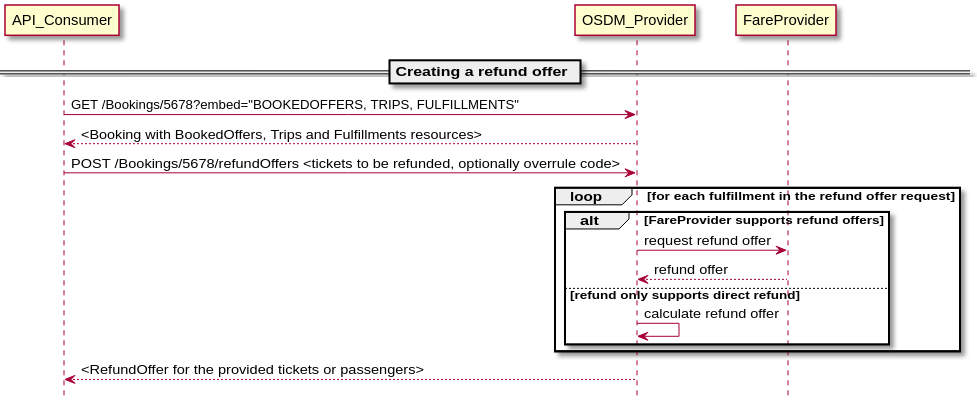 API_Consumer
OSDM_Provider
FareProvider
Creating a refund offer
GET /Bookings/5678?embed="BOOKEDOFFERS, TRIPS, FULFILLMENTS"
<Booking with BookedOffers, Trips and Fulfillments resources>
POST /Bookings/5678/refundOffers <tickets to be refunded, optionally overrule code>
loop
[for each fulfillment in the refund offer request]
alt
[FareProvider supports refund offers]
request refund offer
refund offer
[refund only supports direct refund]
calculate refund offer
<RefundOffer for the provided tickets or passengers>